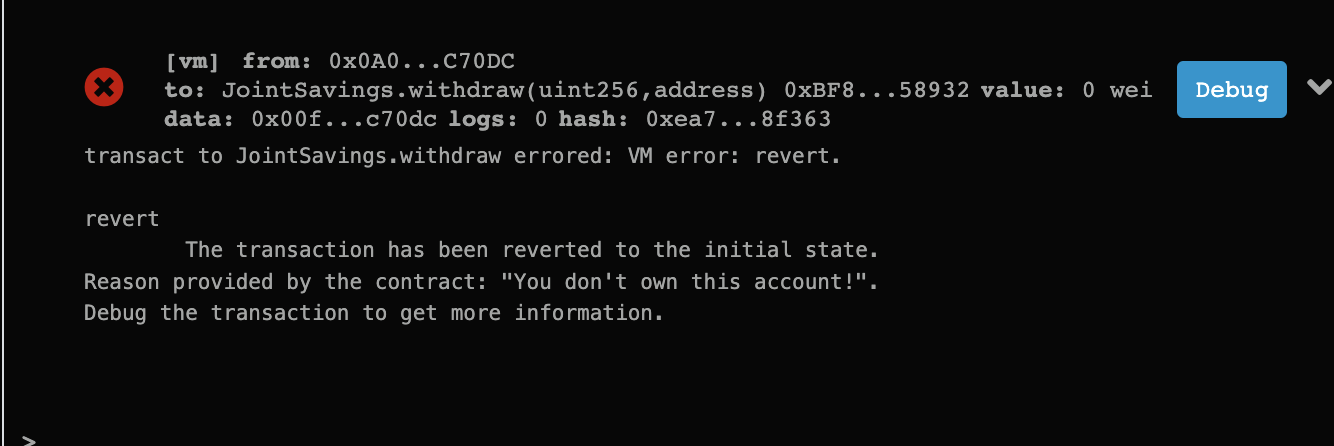 [vm] from: 0x0A0...C70DC
to: JointSavings.withdraw(uint256,address) 0xBF8...58932 value: 0 wei
data: 0x00f...c70dc logs: 0 hash: 0xea7...8f363
Debug
transact to JointSavings.withdraw errored: VM error: revert.
revert
The transaction has been reverted to the initial state.
Reason provided by the contract: "You don't own this account!".
Debug the transaction to get more information.
>